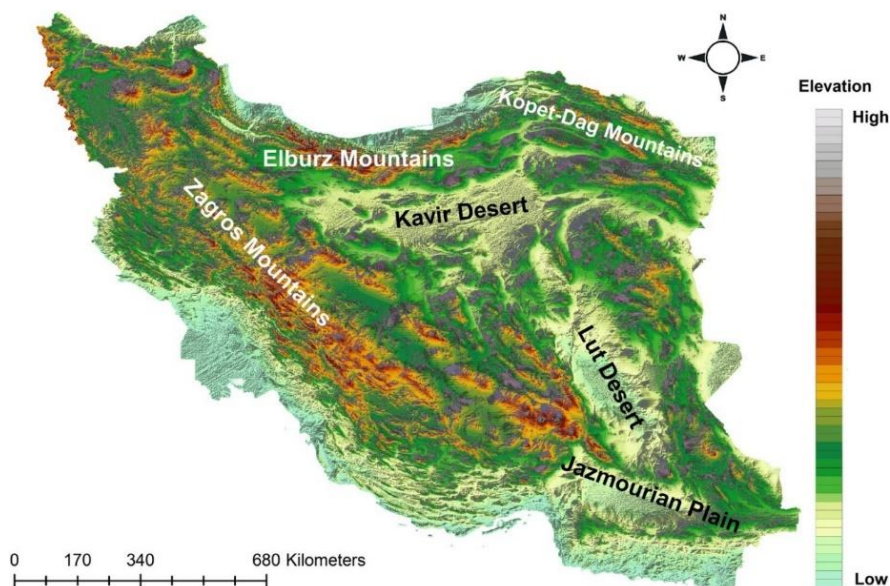 N
W E
S
Elevation
High
Kopet-Dag Mountains
Elburz Mountains
Zagros Mountains
Kavir Desert
Lut Desert
Jazmourian Plain
0 170 340 680 Kilometers
Low